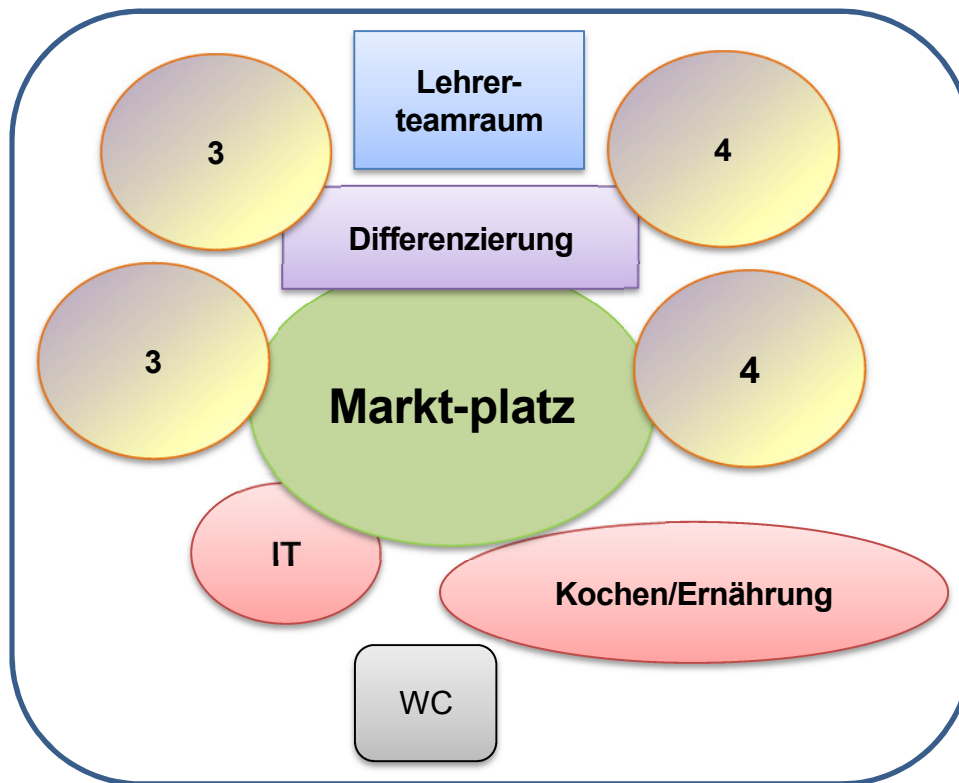 Lehrer-
teamraum
3
4
Differenzierung
3
4
Markt-platz
IT
Kochen/Ernährung
WC